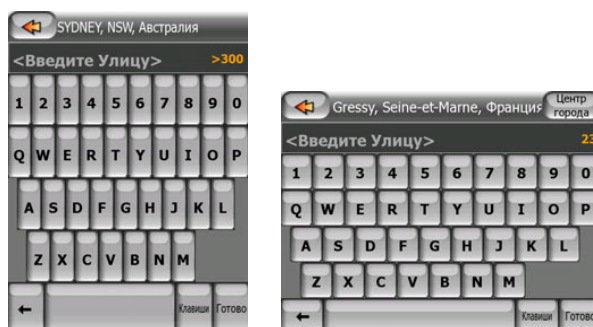 SYDNEY, NSW, Австралия
<Введите Улицу> >300
1 2 3 4 5 6 7 8 9 0
Q W E R T Y U I O P
A S D F G H J K L
Z X C V B N M
Клавиши Готово
Gressy, Seine-et-Marne, Франция
Центр
города
<Введите Улицу> 23
1 2 3 4 5 6 7 8 9 0
Q W E R T Y U I O P
A S D F G H J K L
Z X C V B N M
Клавиши Готово